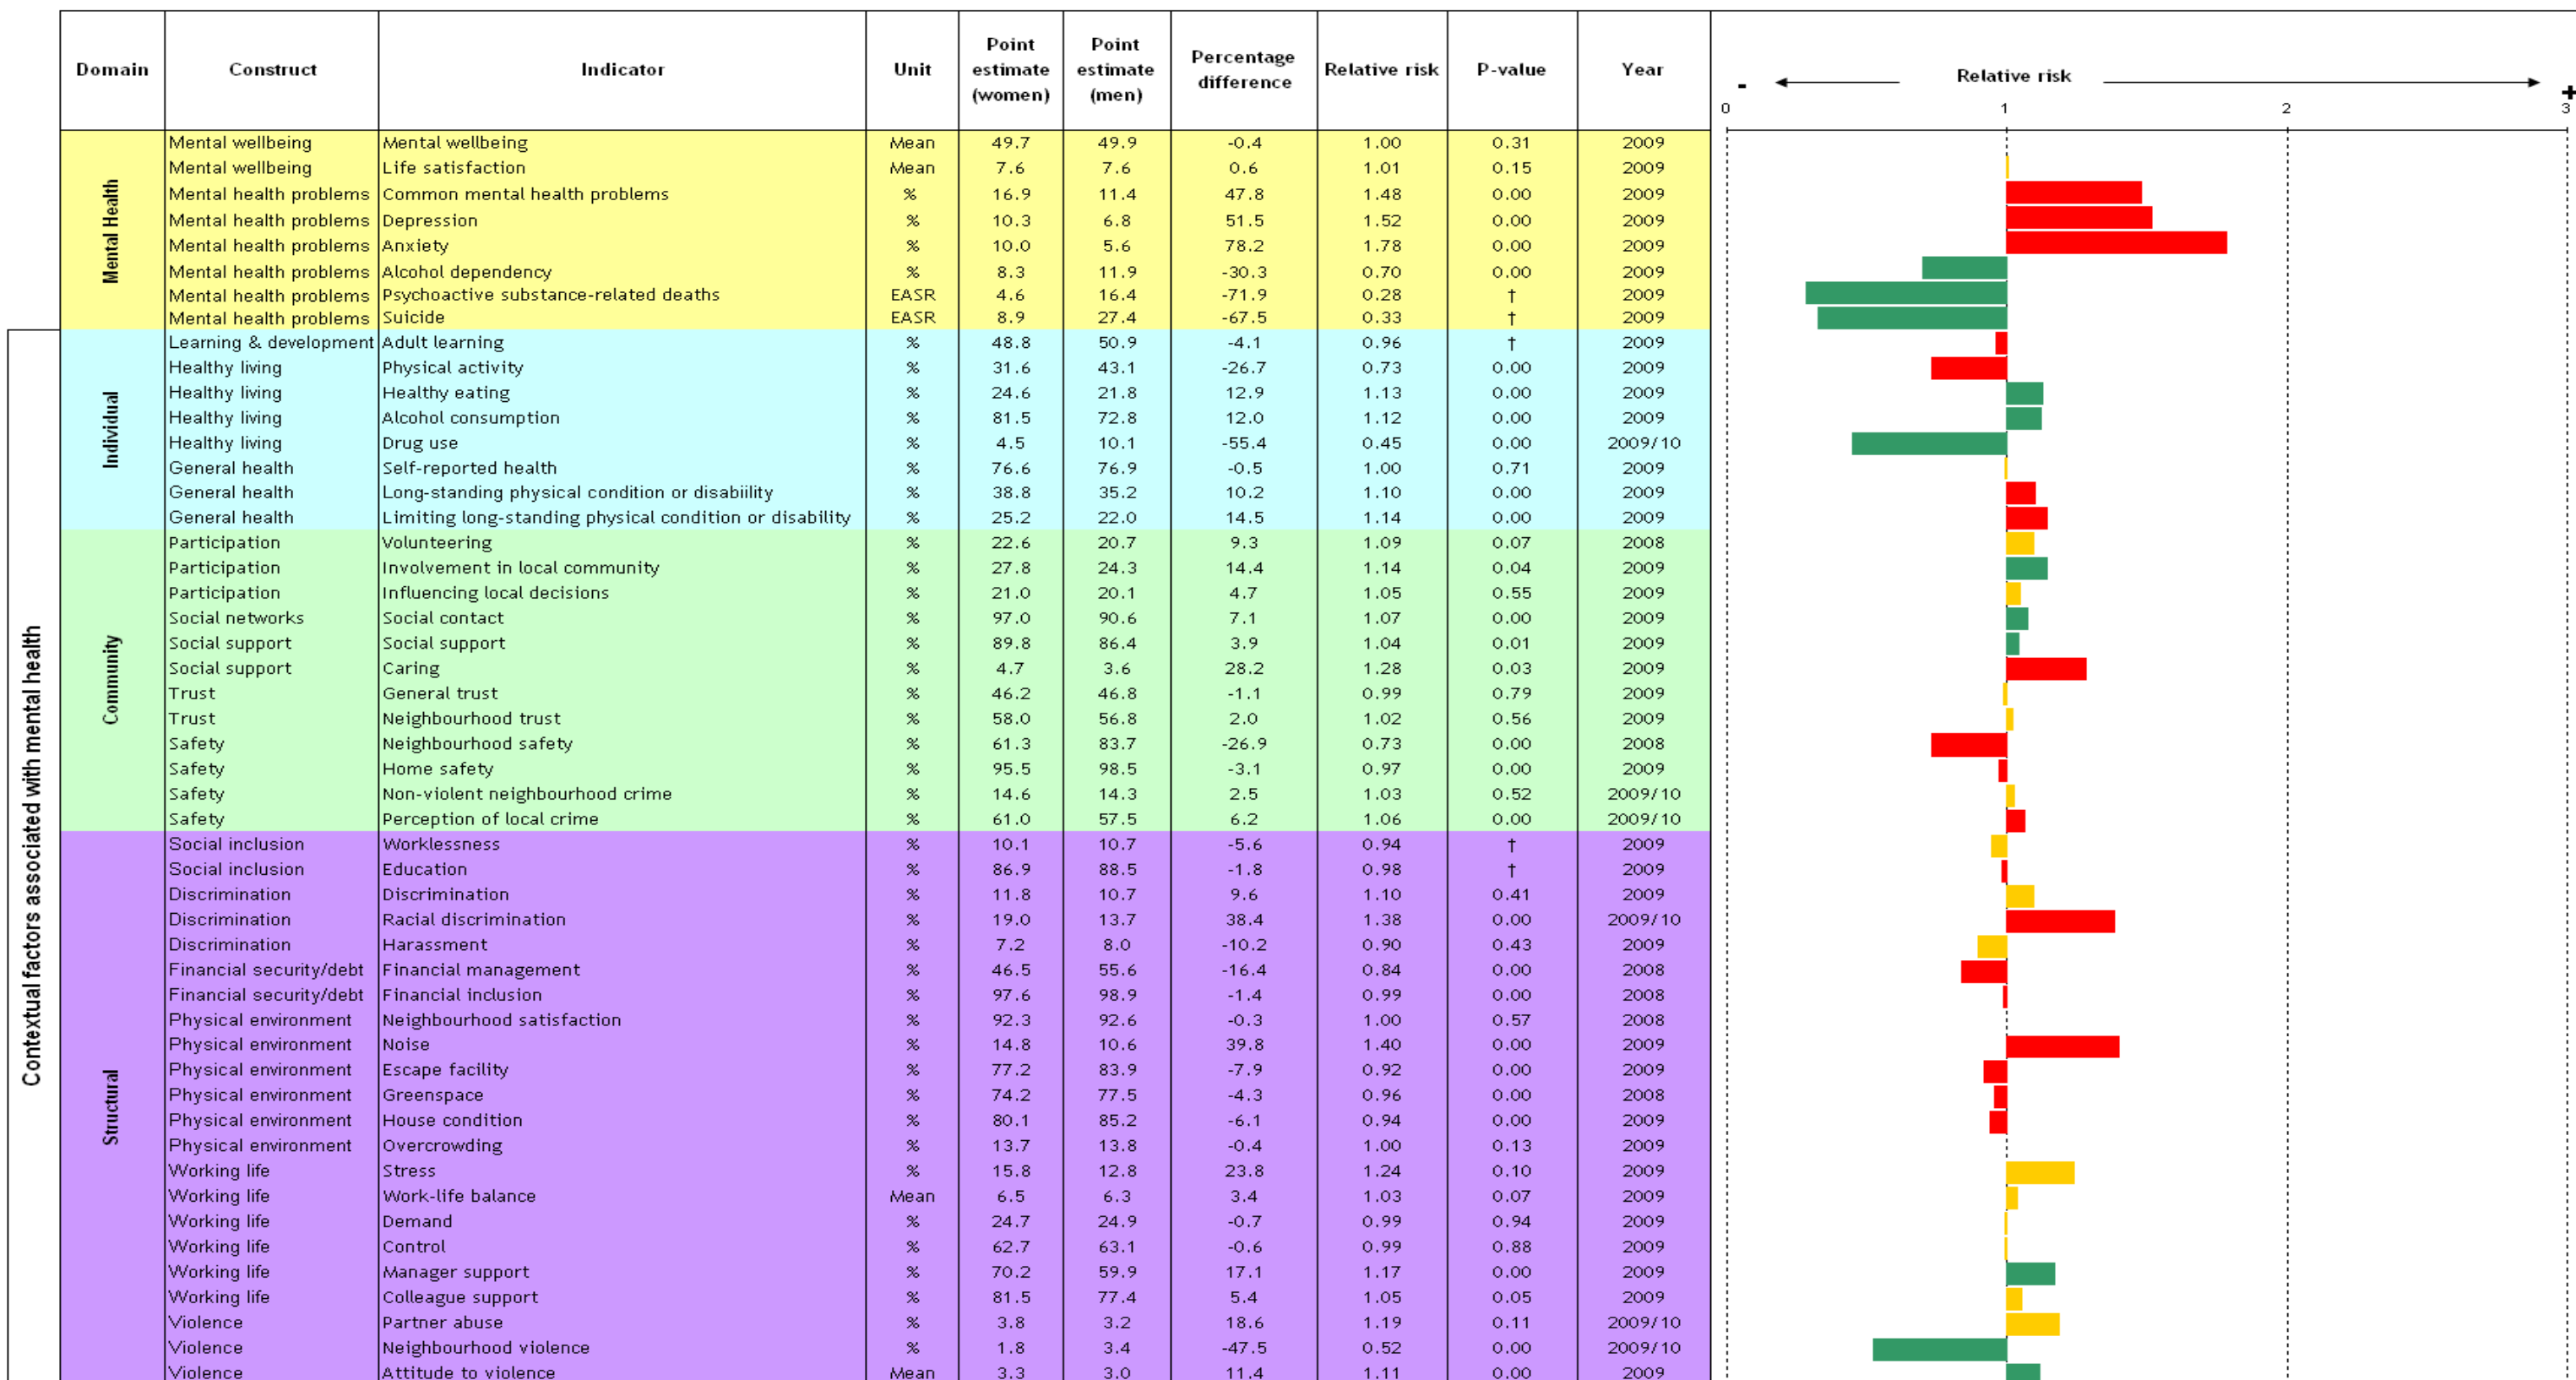 Domain Construct Indicator Unit Point estimate (women) Point estimate (men) Percentage difference Relative risk P-value Year - Relative risk +
0 1 2 3
Contextual factors associated with mental health
Mental Health
Mental wellbeing Mental wellbeing Mean 49.7 49.9 -0.4 1.00 0.31 2009
Mental wellbeing Life satisfaction Mean 7.6 7.6 0.6 1.01 0.15 2009
Mental health problems Common mental health problems % 16.9 11.4 47.8 1.48 0.00 2009
Mental health problems Depression % 10.3 6.8 51.5 1.52 0.00 2009
Mental health problems Anxiety % 10.0 5.6 78.2 1.78 0.00 2009
Mental health problems Alcohol dependency % 8.3 11.9 -30.3 0.70 0.00 2009
Mental health problems Psychoactive substance-related deaths EASR 4.6 16.4 -71.9 0.28 † 2009
Mental health problems Suicide EASR 8.9 27.4 -67.5 0.33 † 2009
Individual
Learning & development Adult learning % 48.8 50.9 -4.1 0.96 † 2009
Healthy living Physical activity % 31.6 43.1 -26.7 0.73 0.00 2009
Healthy living Healthy eating % 24.6 21.8 12.9 1.13 0.00 2009
Healthy living Alcohol consumption % 81.5 72.8 12.0 1.12 0.00 2009
Healthy living Drug use % 4.5 10.1 -55.4 0.45 0.00 2009/10
General health Self-reported health % 76.6 76.9 -0.5 1.00 0.71 2009
General health Long-standing physical condition or disabiility % 38.8 35.2 10.2 1.10 0.00 2009
General health Limiting long-standing physical condition or disability % 25.2 22.0 14.5 1.14 0.00 2009
Community
Participation Volunteering % 22.6 20.7 9.3 1.09 0.07 2008
Participation Involvement in local community % 27.8 24.3 14.4 1.14 0.04 2009
Participation Influencing local decisions % 21.0 20.1 4.7 1.05 0.55 2009
Social networks Social contact % 97.0 90.6 7.1 1.07 0.00 2009
Social support Social support % 89.8 86.4 3.9 1.04 0.01 2009
Social support Caring % 4.7 3.6 28.2 1.28 0.03 2009
Trust General trust % 46.2 46.8 -1.1 0.99 0.79 2009
Trust Neighbourhood trust % 58.0 56.8 2.0 1.02 0.56 2009
Safety Neighbourhood safety % 61.3 83.7 -26.9 0.73 0.00 2008
Safety Home safety % 95.5 98.5 -3.1 0.97 0.00 2009
Safety Non-violent neighbourhood crime % 14.6 14.3 2.5 1.03 0.52 2009/10
Safety Perception of local crime % 61.0 57.5 6.2 1.06 0.00 2009/10
Structural
Social inclusion Worklessness % 10.1 10.7 -5.6 0.94 † 2009
Social inclusion Education % 86.9 88.5 -1.8 0.98 † 2009
Discrimination Discrimination % 11.8 10.7 9.6 1.10 0.41 2009
Discrimination Racial discrimination % 19.0 13.7 38.4 1.38 0.00 2009/10
Discrimination Harassment % 7.2 8.0 -10.2 0.90 0.43 2009
Financial security/debt Financial management % 46.5 55.6 -16.4 0.84 0.00 2008
Financial security/debt Financial inclusion % 97.6 98.9 -1.4 0.99 0.00 2008
Physical environment Neighbourhood satisfaction % 92.3 92.6 -0.3 1.00 0.57 2008
Physical environment Noise % 14.8 10.6 39.8 1.40 0.00 2009
Physical environment Escape facility % 77.2 83.9 -7.9 0.92 0.00 2009
Physical environment Greenspace % 74.2 77.5 -4.3 0.96 0.00 2008
Physical environment House condition % 80.1 85.2 -6.1 0.94 0.00 2009
Physical environment Overcrowding % 13.7 13.8 -0.4 1.00 0.13 2009
Working life Stress % 15.8 12.8 23.8 1.24 0.10 2009
Working life Work-life balance Mean 6.5 6.3 3.4 1.03 0.07 2009
Working life Demand % 24.7 24.9 -0.7 0.99 0.94 2009
Working life Control % 62.7 63.1 -0.6 0.99 0.88 2009
Working life Manager support % 70.2 59.9 17.1 1.17 0.00 2009
Working life Colleague support % 81.5 77.4 5.4 1.05 0.05 2009
Violence Partner abuse % 3.8 3.2 18.6 1.19 0.11 2009/10
Violence Neighbourhood violence % 1.8 3.4 -47.5 0.52 0.00 2009/10
Violence Attitude to violence Mean 3.3 3.0 11.4 1.11 0.00 2009